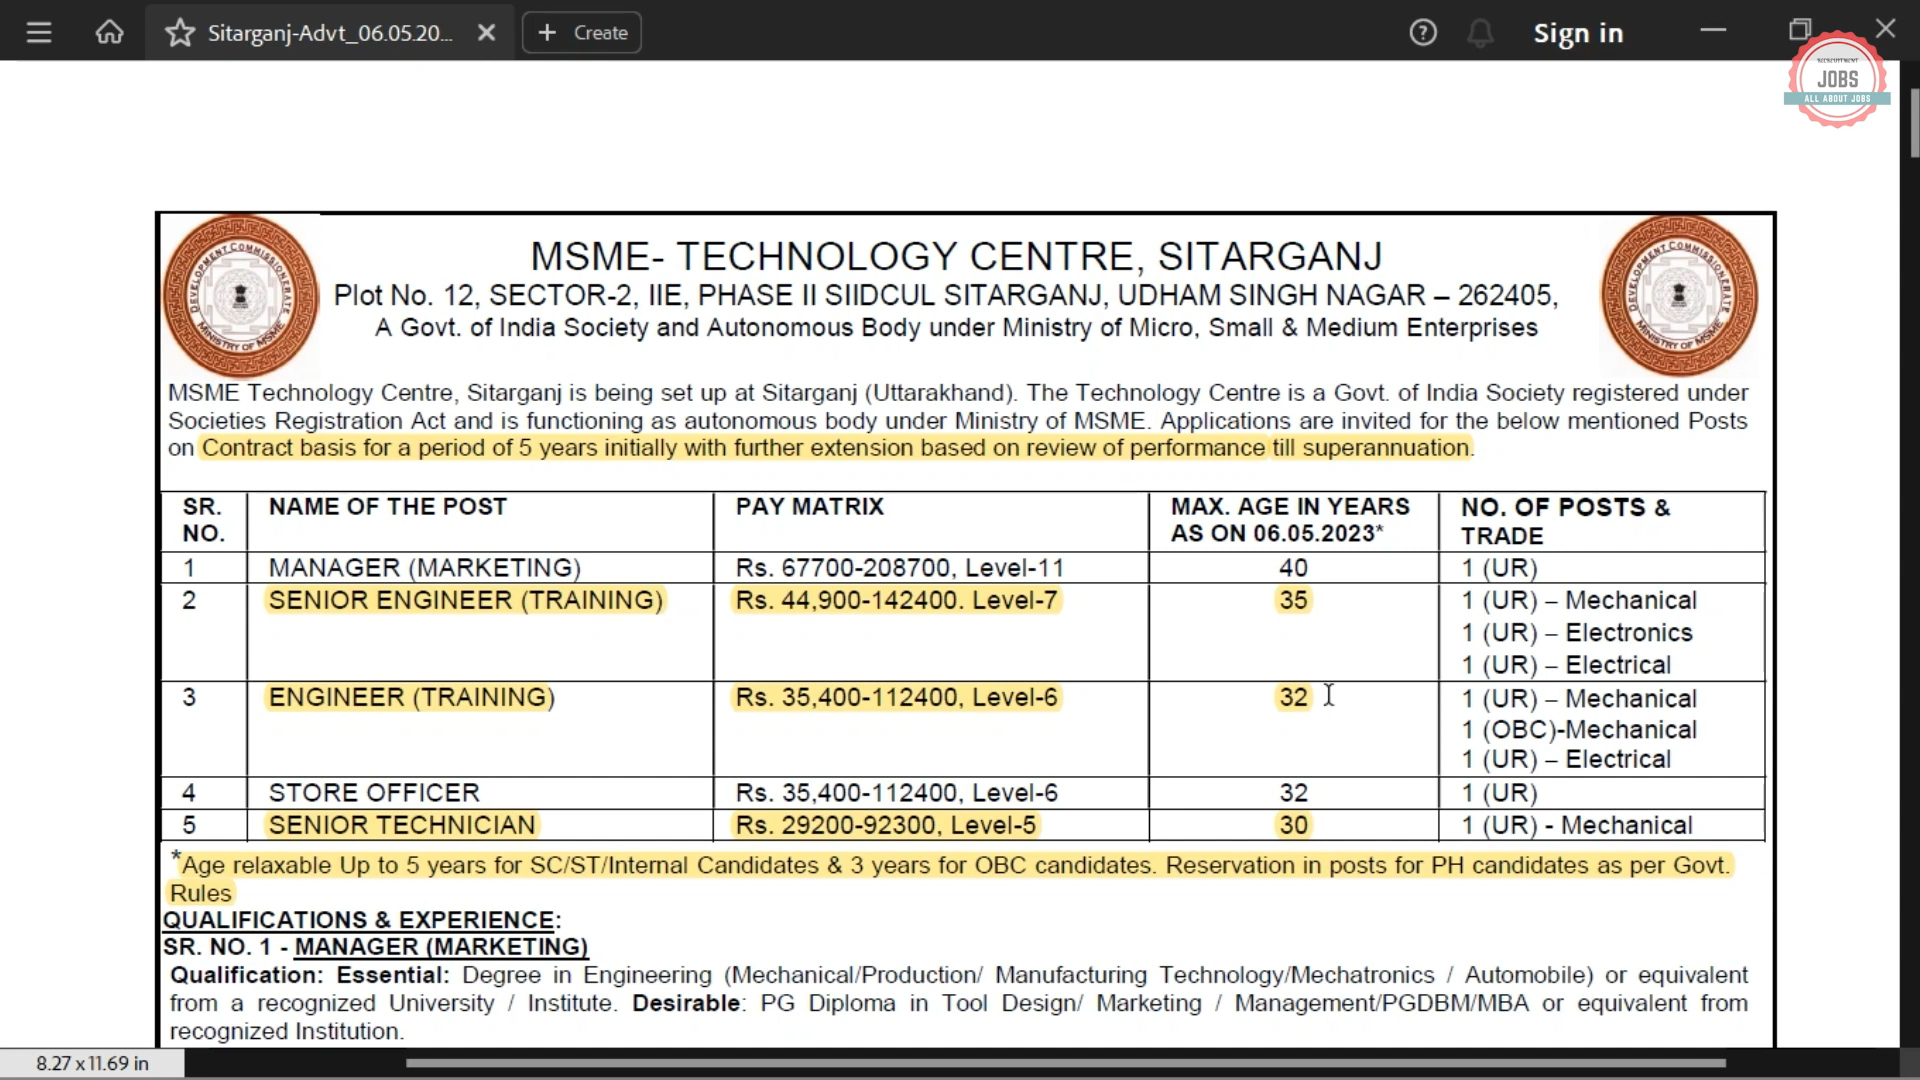 Sitarganj-Advt_06.05.20... Create Sign in
JOBS
ALL ABOUT JOBS
DEVELOPMENT COMMISSIONERATE
MINISTRY OF MSME
DEVELOPMENT COMMISSIONERATE
MINISTRY OF MSME
MSME- TECHNOLOGY CENTRE, SITARGANJ
Plot No. 12, SECTOR-2, IIE, PHASE II SIIDCUL SITARGANJ, UDHAM SINGH NAGAR – 262405,
A Govt. of India Society and Autonomous Body under Ministry of Micro, Small & Medium Enterprises
MSME Technology Centre, Sitarganj is being set up at Sitarganj (Uttarakhand). The Technology Centre is a Govt. of India Society registered under
Societies Registration Act and is functioning as autonomous body under Ministry of MSME. Applications are invited for the below mentioned Posts
on Contract basis for a period of 5 years initially with further extension based on review of performance till superannuation.
SR. NO. NAME OF THE POST PAY MATRIX MAX. AGE IN YEARS AS ON 06.05.2023* NO. OF POSTS & TRADE
1 MANAGER (MARKETING) Rs. 67700-208700, Level-11 40 1 (UR)
2 SENIOR ENGINEER (TRAINING) Rs. 44,900-142400. Level-7 35 1 (UR) – Mechanical
1 (UR) – Electronics
1 (UR) – Electrical
3 ENGINEER (TRAINING) Rs. 35,400-112400, Level-6 32 1 (UR) – Mechanical
1 (OBC)-Mechanical
1 (UR) – Electrical
4 STORE OFFICER Rs. 35,400-112400, Level-6 32 1 (UR)
5 SENIOR TECHNICIAN Rs. 29200-92300, Level-5 30 1 (UR) - Mechanical
*Age relaxable Up to 5 years for SC/ST/Internal Candidates & 3 years for OBC candidates. Reservation in posts for PH candidates as per Govt.
Rules
QUALIFICATIONS & EXPERIENCE:
SR. NO. 1 - MANAGER (MARKETING)
Qualification: Essential: Degree in Engineering (Mechanical/Production/ Manufacturing Technology/Mechatronics / Automobile) or equivalent
from a recognized University / Institute. Desirable: PG Diploma in Tool Design/ Marketing / Management/PGDBM/MBA or equivalent from
recognized Institution.
8.27 x 11.69 in